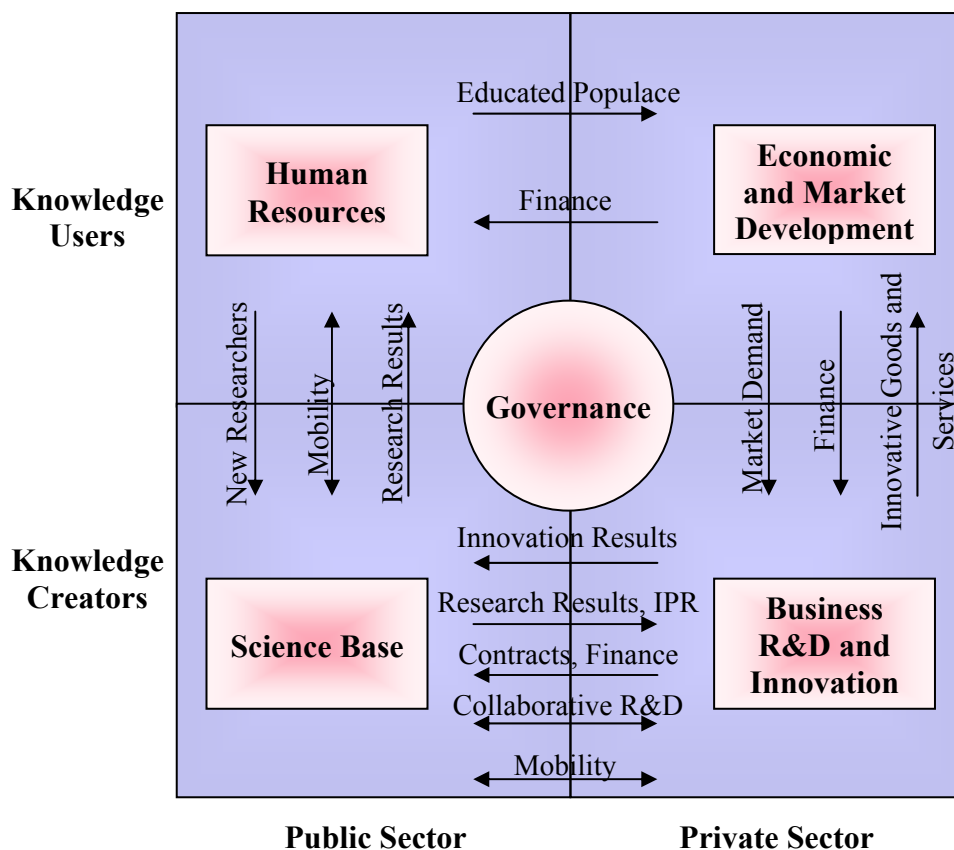 Educated Populace
Human
Resources
Economic
and Market
Development
Knowledge
Users
Finance
New Researchers
Mobility
Research Results
Governance
Market Demand
Finance
Innovative Goods and
Services
Knowledge
Creators
Innovation Results
Science Base
Research Results, IPR
Business
R&D and
Innovation
Contracts, Finance
Collaborative R&D
Mobility
Public Sector
Private Sector